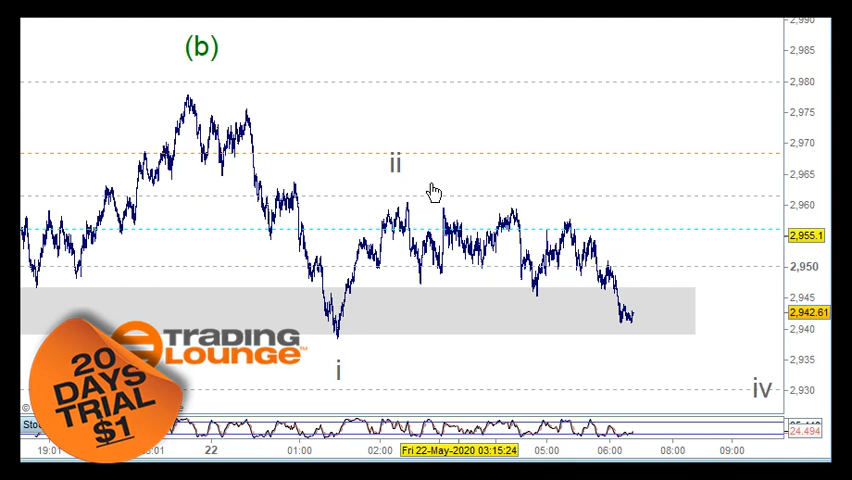 2,990
(b)
2,985
2,980
2,975
2,970
ii
2,965
2,960
2,955.1
2,950
2,945
2,942.61
2,940
TRADING
LOUNGE™
2,935
i
iv
2,930
20
DAYS
TRIAL
$1
©
Sto
24.494
19:01
22
01:00
02:00
Fri 22-May-2020 03:15:24
05:00
06:00
08:00
09:00